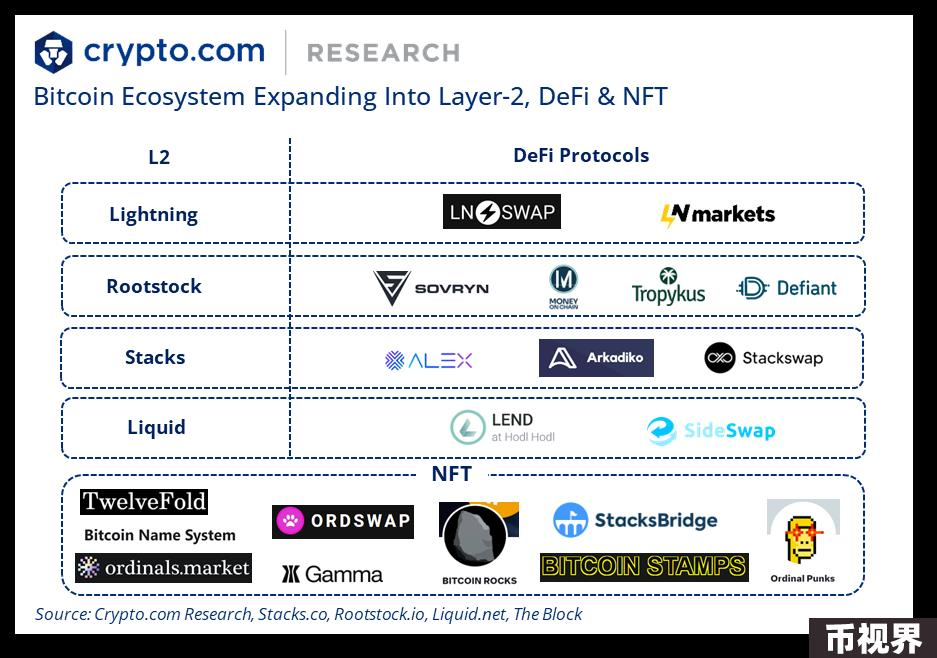 crypto.com | RESEARCH
Bitcoin Ecosystem Expanding Into Layer-2, DeFi & NFT
L2
DeFi Protocols
Lightning
LN SWAP
LN markets
Rootstock
SOVRYN
M
MONEY
ON CHAIN
Tropykus
Defiant
Stacks
ALEX
Arkadiko
Stackswap
Liquid
LEND
at Hodl Hodl
SideSwap
NFT
TwelveFold
Bitcoin Name System
ordinals.market
ORDSWAP
Gamma
BITCOIN ROCKS
StacksBridge
BITCOIN STAMPS
Ordinal Punks
Source: Crypto.com Research, Stacks.co, Rootstock.io, Liquid.net, The Block
币视界